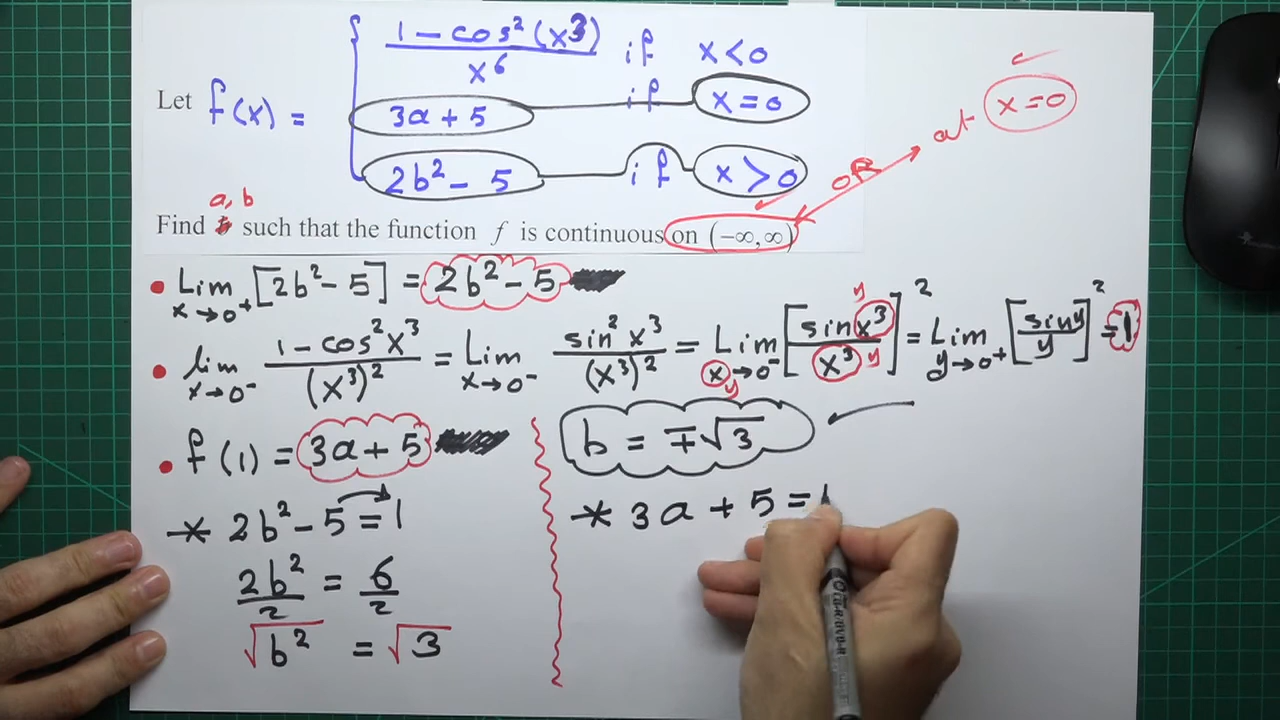 1 - cos²(x³) / x⁶ if x < 0
Let f(x) = 3a + 5 if x = 0
2b² - 5 if x > 0
at x = 0
OR
a, b
Find such that the function f is continuous on (-∞, ∞)
• Lim x→0⁺ [2b² - 5] = 2b² - 5
• lim x→0⁻ 1 - cos²x³ / (x³)² = Lim x→0⁻ sin²x³ / (x³)² = Lim x→0⁻ [sin x³ / x³]² = Lim y→0⁺ [sin y / y]² = 1
y
y
y
• f(1) = 3a + 5
* 2b² - 5 = 1
2b² / 2 = 6 / 2
√b² = √3
b = ∓√3
* 3a + 5 = 1